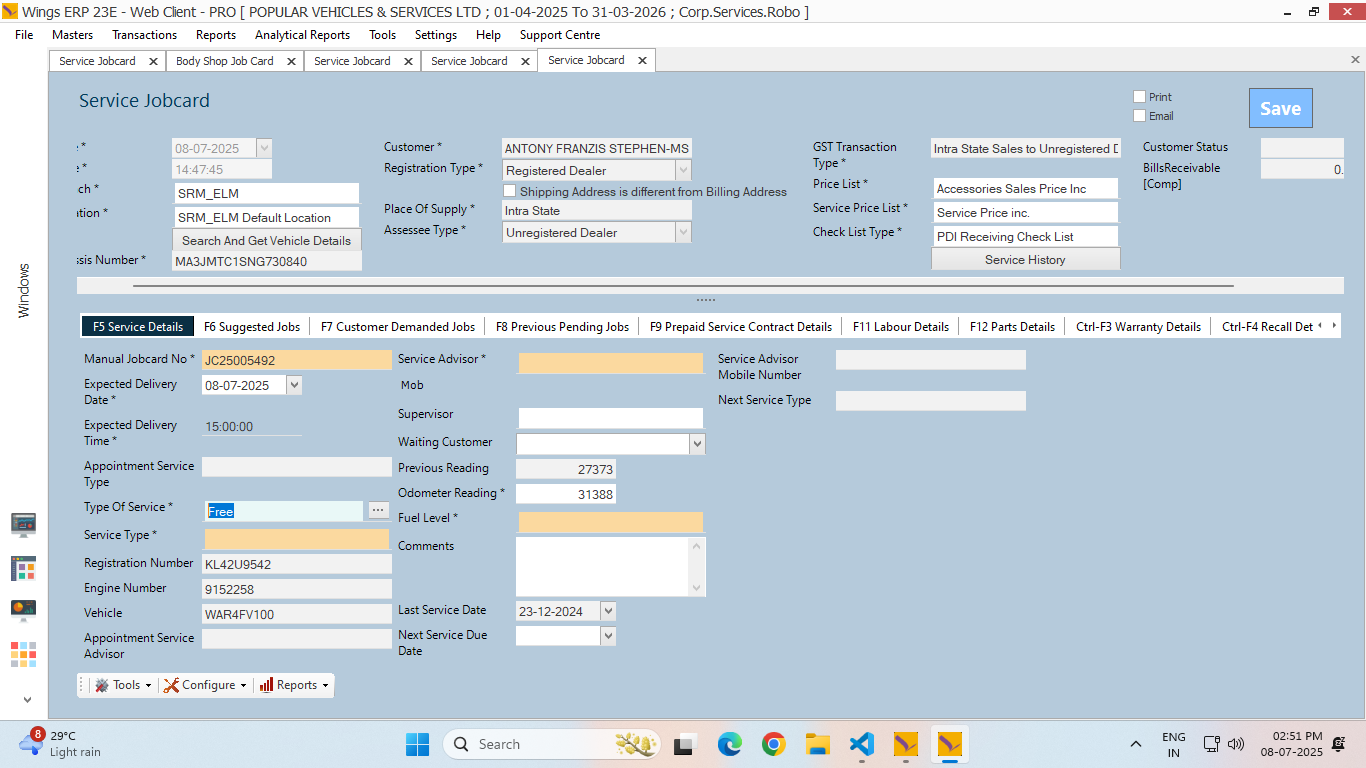 Wings ERP 23E - Web Client - PRO [ POPULAR VEHICLES & SERVICES LTD ; 01-04-2025 To 31-03-2026 ; Corp.Services.Robo ]
File Masters Transactions Reports Analytical Reports Tools Settings Help Support Centre
Service Jobcard Body Shop Job Card Service Jobcard Service Jobcard Service Jobcard
Service Jobcard
Print
Email
Save
08-07-2025
14:47:45
SRM_ELM
SRM_ELM Default Location
Search And Get Vehicle Details
ssis Number * MA3JMTC1SNG730840
Customer * ANTONY FRANZIS STEPHEN-MS
Registration Type * Registered Dealer
Shipping Address is different from Billing Address
Place Of Supply * Intra State
Assessee Type * Unregistered Dealer
GST Transaction Type * Intra State Sales to Unregistered D
Price List * Accessories Sales Price Inc
Service Price List * Service Price inc.
Check List Type * PDI Receiving Check List
Service History
Customer Status
BillsReceivable [Comp] 0.
Windows
F5 Service Details F6 Suggested Jobs F7 Customer Demanded Jobs F8 Previous Pending Jobs F9 Prepaid Service Contract Details F11 Labour Details F12 Parts Details Ctrl-F3 Warranty Details Ctrl-F4 Recall Det
Manual Jobcard No * JC25005492
Expected Delivery Date * 08-07-2025
Expected Delivery Time * 15:00:00
Appointment Service Type
Type Of Service * Free ...
Service Type *
Registration Number KL42U9542
Engine Number 9152258
Vehicle WAR4FV100
Appointment Service Advisor
Service Advisor *
Mob
Supervisor
Waiting Customer
Previous Reading 27373
Odometer Reading * 31388
Fuel Level *
Comments
Last Service Date 23-12-2024
Next Service Due Date
Service Advisor Mobile Number
Next Service Type
Tools Configure Reports
8
29°C
Light rain
Search
ENG
IN
02:51 PM
08-07-2025